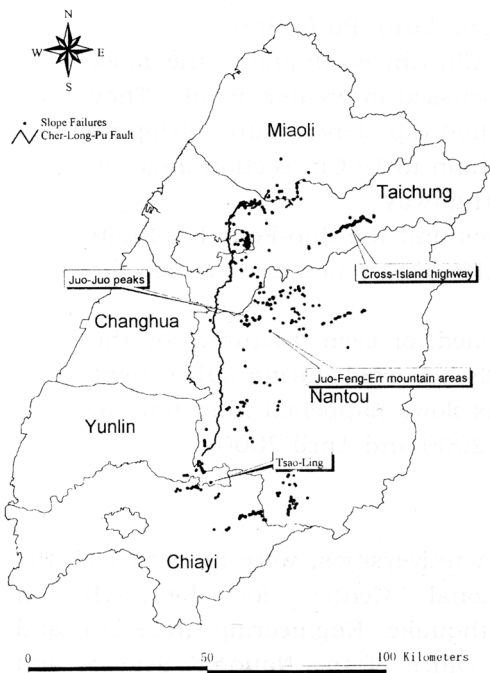 N
W E
S
Slope Failures
Cher-Long-Pu Fault
Miaoli
Taichung
Cross-Island highway
Juo-Juo peaks
Changhua
Juo-Feng-Err mountain areas
Nantou
Yunlin
Tsao-Ling
Chiayi
0 50 100 Kilometers